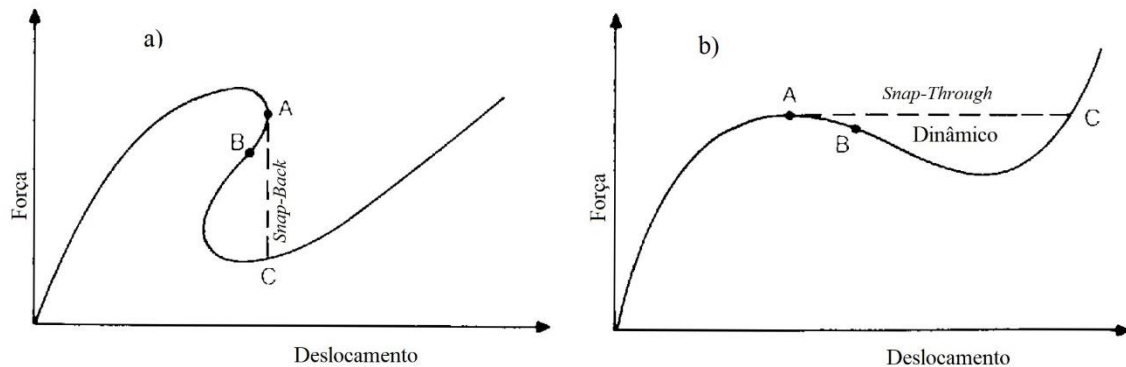 a)
A
B
Snap-Back
C
Força
Deslocamento
b)
A
Snap-Through
Dinâmico
B
C
Força
Deslocamento